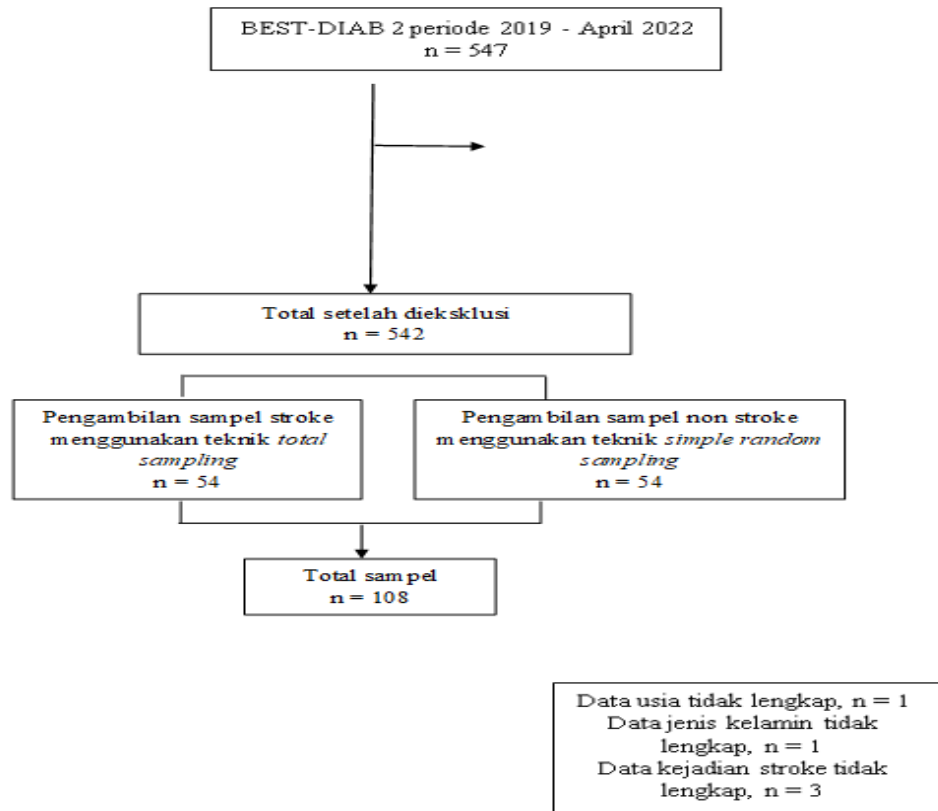 BEST-DIAB 2 periode 2019 - April 2022
n = 547
Total setelah dieksklusi
n = 542
Pengambilan sampel stroke
menggunakan teknik total
sampling
n = 54
Pengambilan sampel non stroke
menggunakan teknik simple random
sampling
n = 54
Total sampel
n = 108
Data usia tidak lengkap, n = 1
Data jenis kelamin tidak
lengkap, n = 1
Data kejadian stroke tidak
lengkap, n = 3